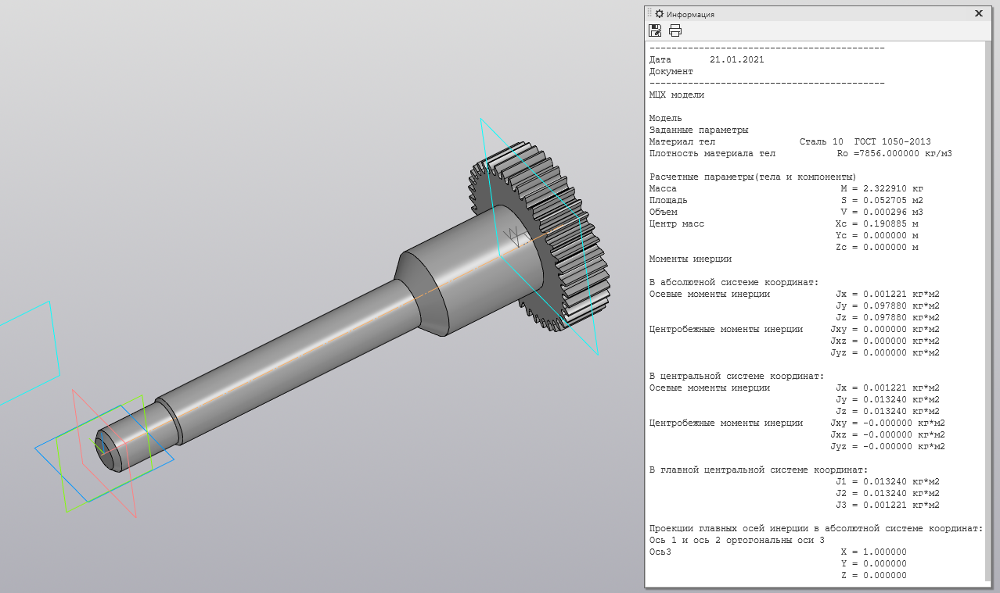 Информация
--------------------------------------------
Дата 21.01.2021
Документ
--------------------------------------------
МЦХ модели
Модель
Заданные параметры
Материал тел Сталь 10 ГОСТ 1050-2013
Плотность материала тел Ro =7856.000000 кг/м3
Расчетные параметры(тела и компоненты)
Масса M = 2.322910 кг
Площадь S = 0.052705 м2
Объем V = 0.000296 м3
Центр масс Xc = 0.190885 м
Yc = 0.000000 м
Zc = 0.000000 м
Моменты инерции
В абсолютной системе координат:
Осевые моменты инерции Jx = 0.001221 кг*м2
Jy = 0.097880 кг*м2
Jz = 0.097880 кг*м2
Центробежные моменты инерции Jxy = 0.000000 кг*м2
Jxz = 0.000000 кг*м2
Jyz = 0.000000 кг*м2
В центральной системе координат:
Осевые моменты инерции Jx = 0.001221 кг*м2
Jy = 0.013240 кг*м2
Jz = 0.013240 кг*м2
Центробежные моменты инерции Jxy = -0.000000 кг*м2
Jxz = -0.000000 кг*м2
Jyz = -0.000000 кг*м2
В главной центральной системе координат:
J1 = 0.013240 кг*м2
J2 = 0.013240 кг*м2
J3 = 0.001221 кг*м2
Проекции главных осей инерции в абсолютной системе координат:
Ось 1 и ось 2 ортогональны оси 3
Ось3 X = 1.000000
Y = 0.000000
Z = 0.000000